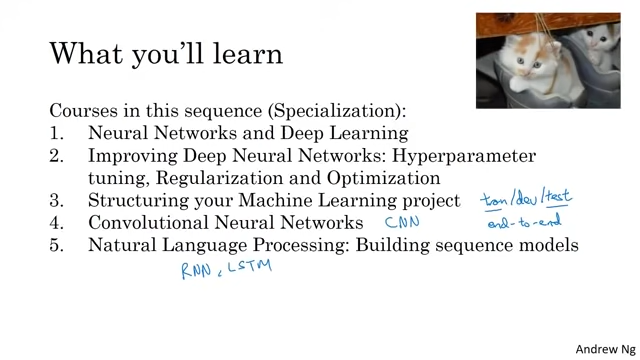 What you'll learn
Courses in this sequence (Specialization):
1. Neural Networks and Deep Learning
2. Improving Deep Neural Networks: Hyperparameter
tuning, Regularization and Optimization
3. Structuring your Machine Learning project train/dev/test
4. Convolutional Neural Networks CNN end-to-end
5. Natural Language Processing: Building sequence models
RNN, LSTM
Andrew Ng